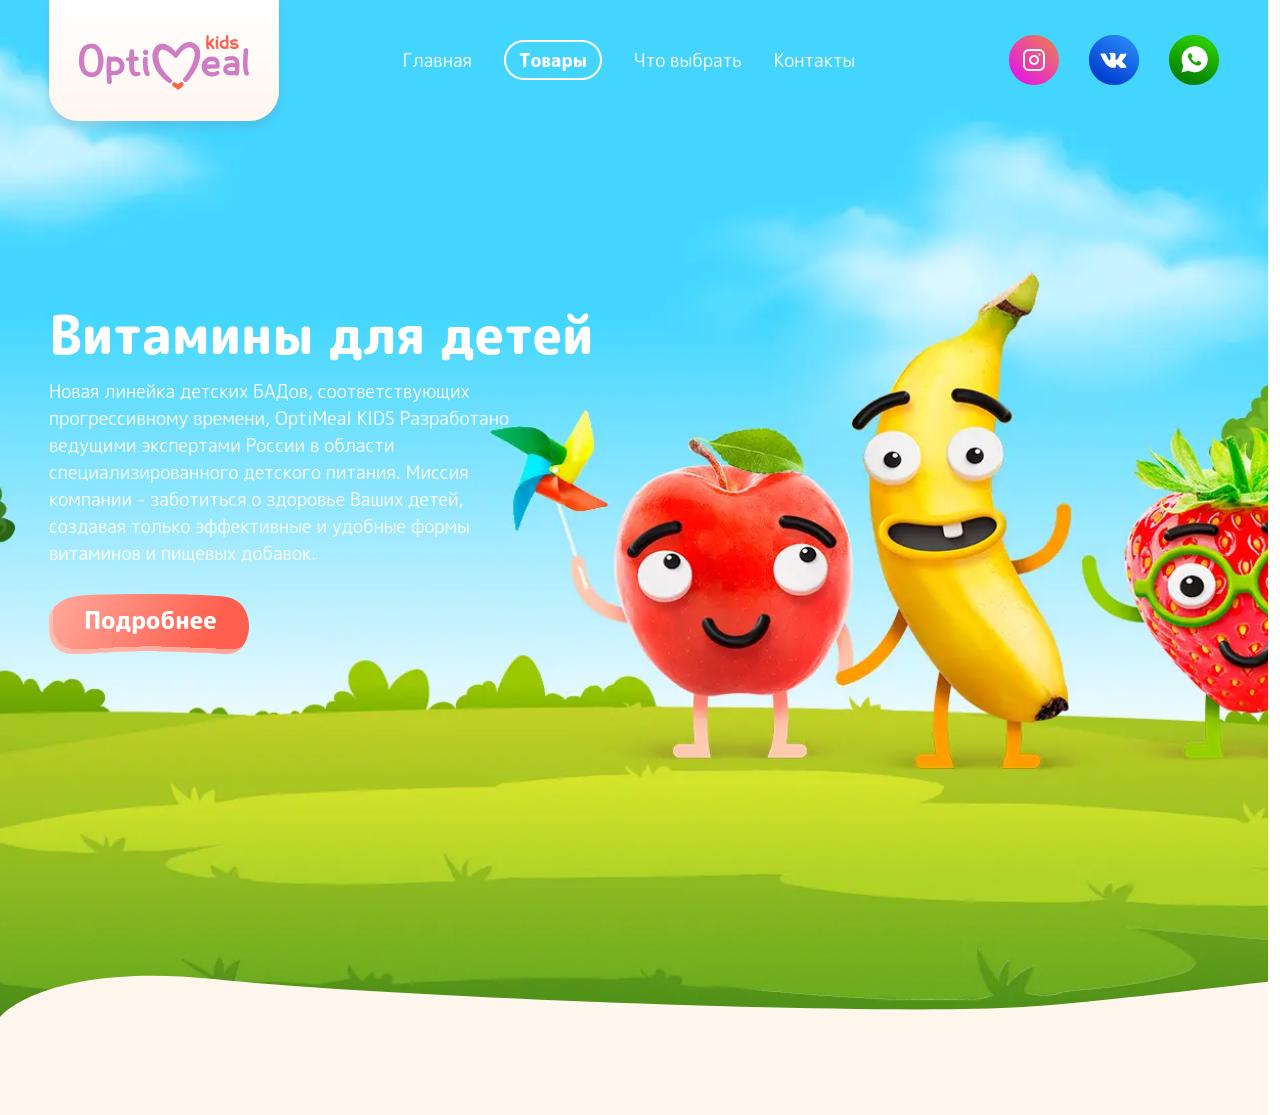 OptiMeal kids
Главная
Товары
Что выбрать
Контакты
Витамины для детей
Новая линейка детских БАДов, соответствующих
прогрессивному времени, OptiMeal KIDS Разработано
ведущими экспертами России в области
специализированного детского питания. Миссия
компании - заботиться о здоровье Ваших детей,
создавая только эффективные и удобные формы
витаминов и пищевых добавок.
Подробнее